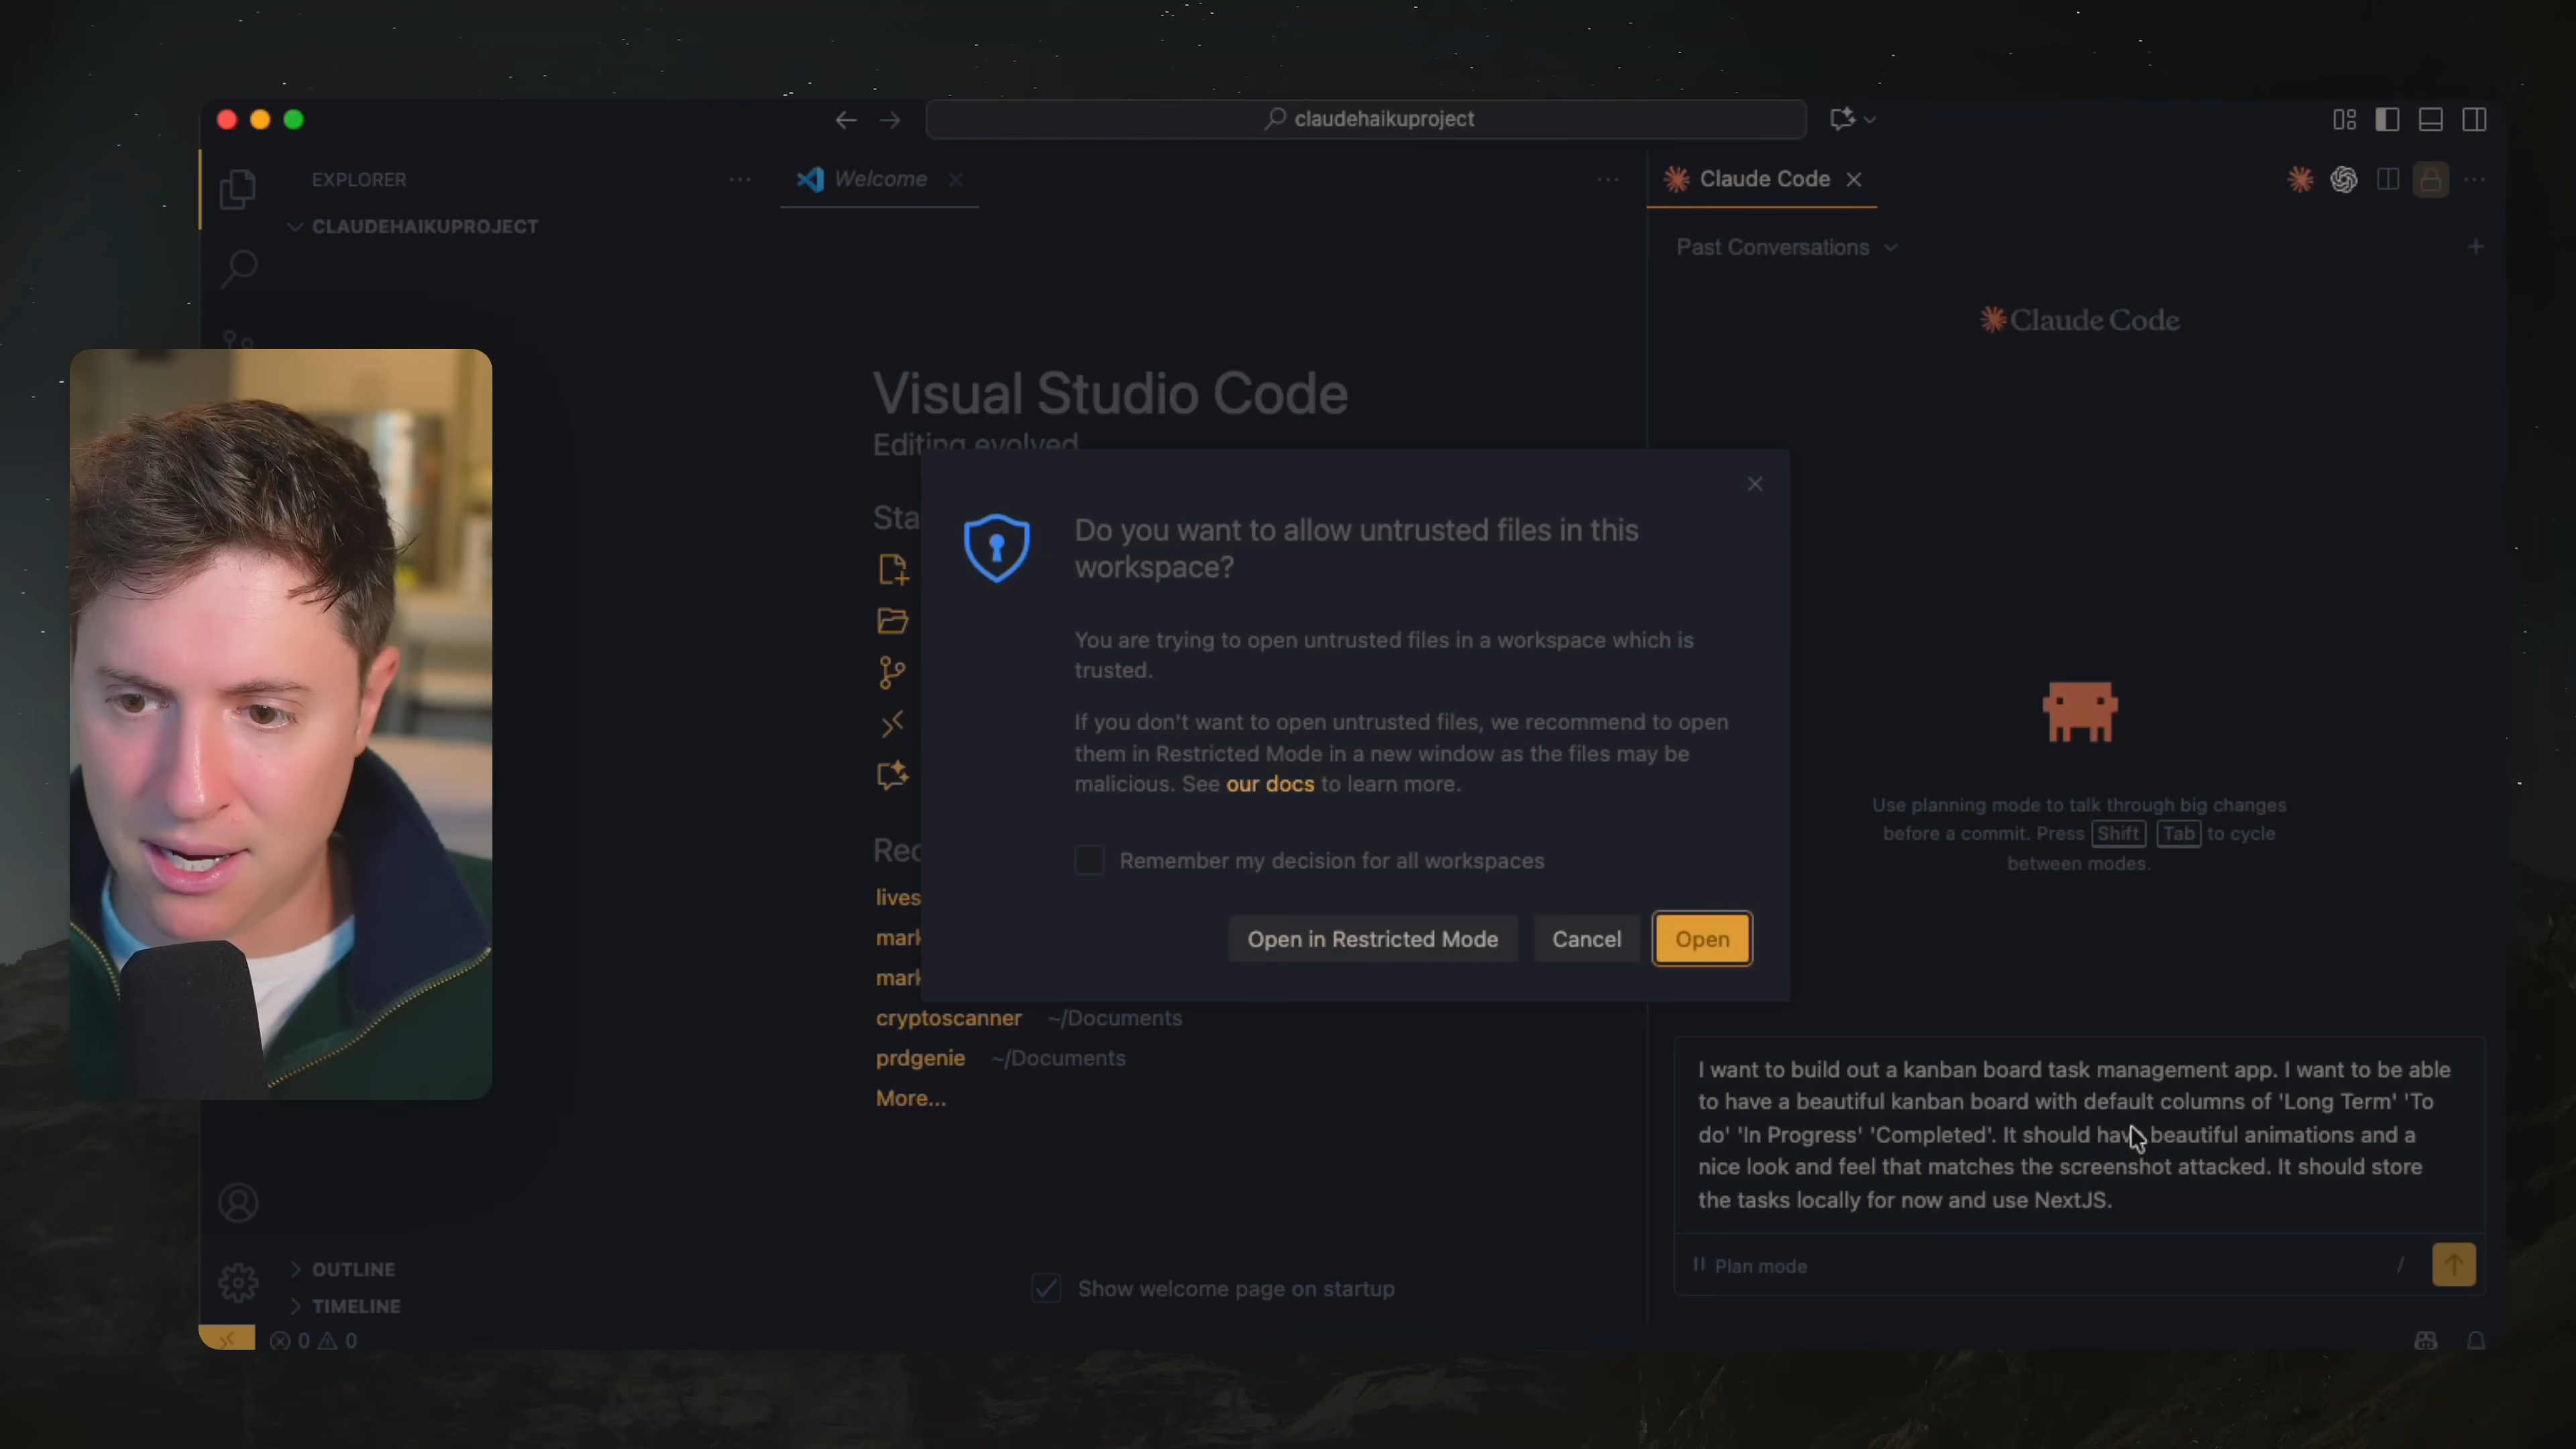 claudehaikuproject
EXPLORER
CLAUDEHAIKUPROJECT
OUTLINE
TIMELINE
0 0
Welcome
Visual Studio Code
Editing evolved
Sta
Rec
lives
mark
mark
cryptoscanner ~/Documents
prdgenie ~/Documents
More...
Show welcome page on startup
Do you want to allow untrusted files in this
workspace?
You are trying to open untrusted files in a workspace which is
trusted.
If you don't want to open untrusted files, we recommend to open
them in Restricted Mode in a new window as the files may be
malicious. See our docs to learn more.
Remember my decision for all workspaces
Open in Restricted Mode Cancel Open
Claude Code
Past Conversations
Claude Code
Use planning mode to talk through big changes
before a commit. Press Shift Tab to cycle
between modes.
I want to build out a kanban board task management app. I want to be able
to have a beautiful kanban board with default columns of 'Long Term' 'To
do' 'In Progress' 'Completed'. It should have beautiful animations and a
nice look and feel that matches the screenshot attacked. It should store
the tasks locally for now and use NextJS.
Plan mode /